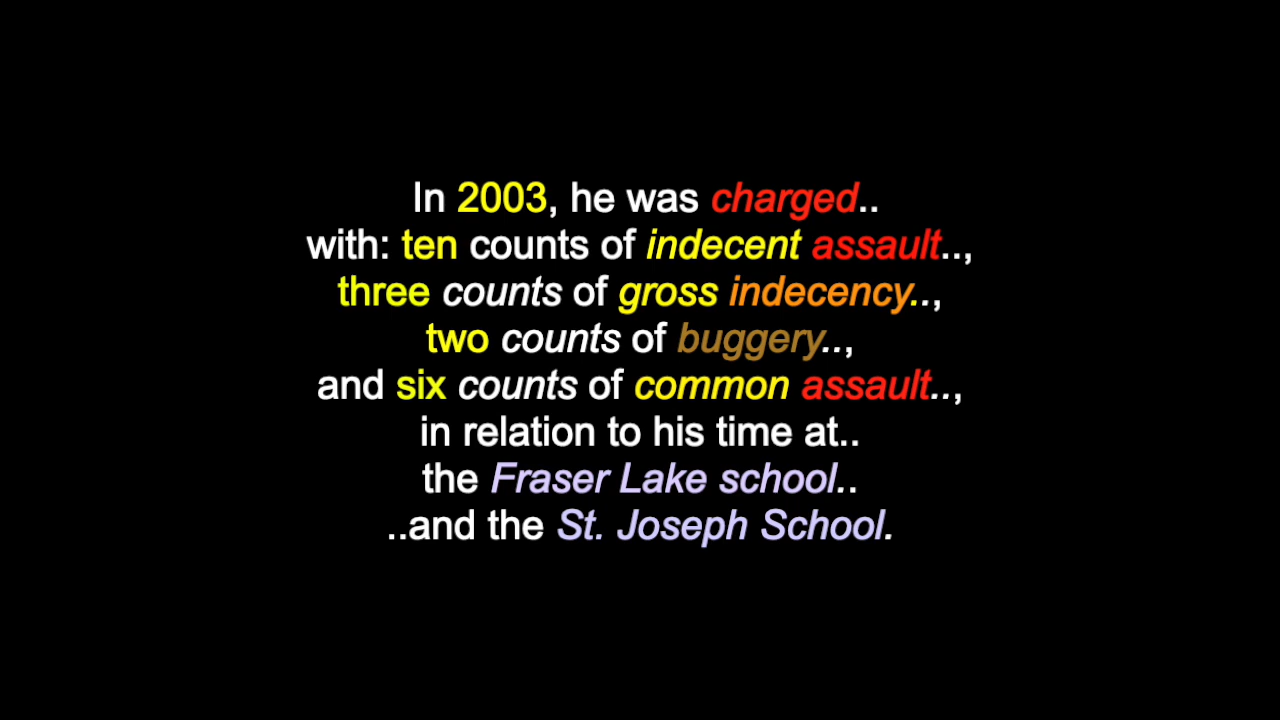 In 2003, he was charged..
with: ten counts of indecent assault..,
three counts of gross indecency..,
two counts of buggery..,
and six counts of common assault..,
in relation to his time at..
the Fraser Lake school..
..and the St. Joseph School.